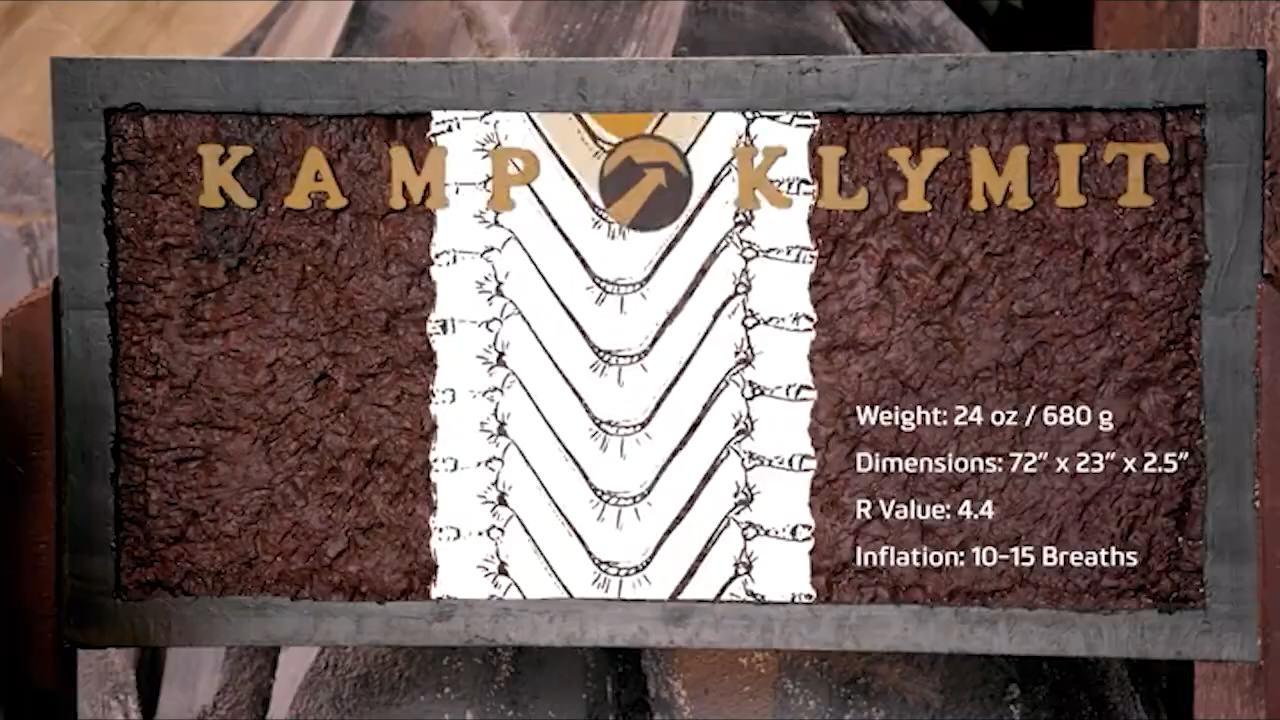 KAMP KLYMIT
Weight: 24 oz / 680 g
Dimensions: 72” x 23” x 2.5”
R Value: 4.4
Inflation: 10–15 Breaths